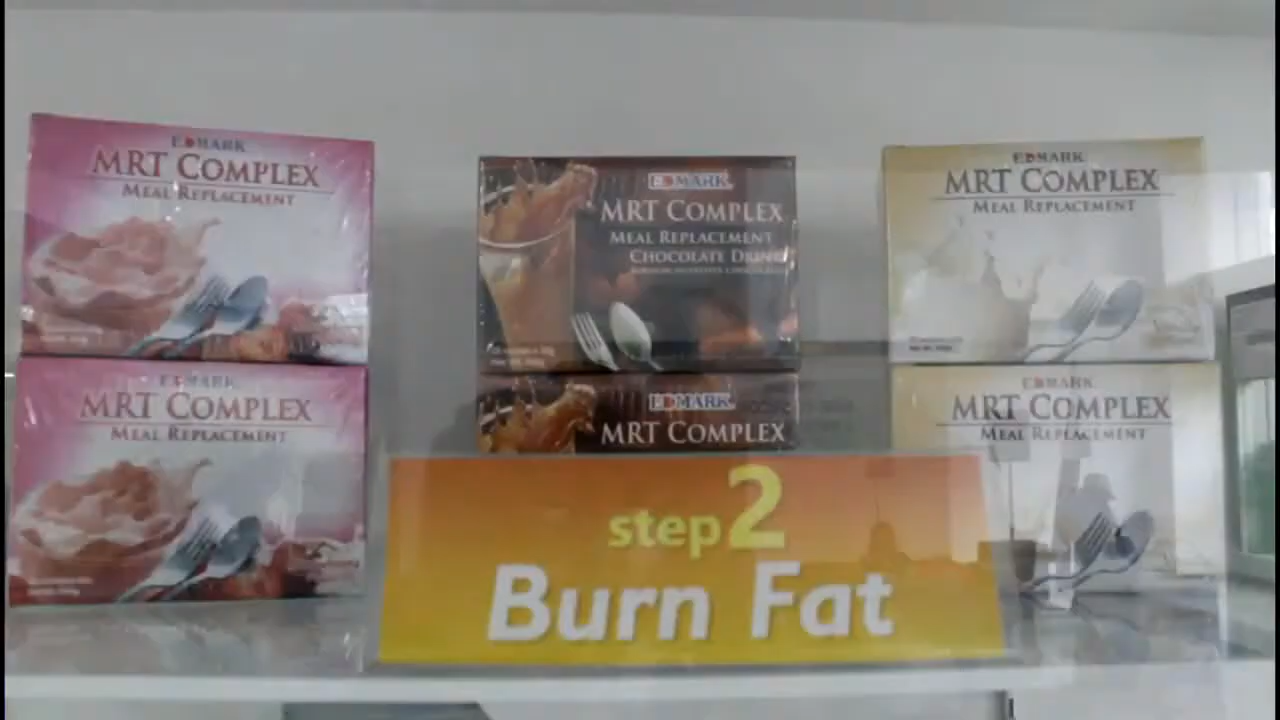 EDMARK
MRT COMPLEX
MEAL REPLACEMENT
EDMARK
MRT COMPLEX
MEAL REPLACEMENT
EDMARK
MRT COMPLEX
MEAL REPLACEMENT
CHOCOLATE DRINK
EDMARK
MRT COMPLEX
EDMARK
MRT COMPLEX
MEAL REPLACEMENT
EDMARK
MRT COMPLEX
MEAL REPLACEMENT
step 2
Burn Fat